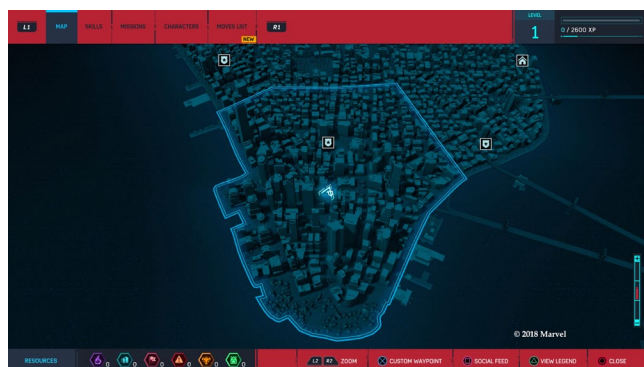 L1 MAP SKILLS MISSIONS CHARACTERS MOVES LIST R1
NEW
LEVEL
1
0 / 2600 XP
© 2018 Marvel
RESOURCES 0 0 0 0 0 0 L2 R2 ZOOM CUSTOM WAYPOINT SOCIAL FEED VIEW LEGEND CLOSE